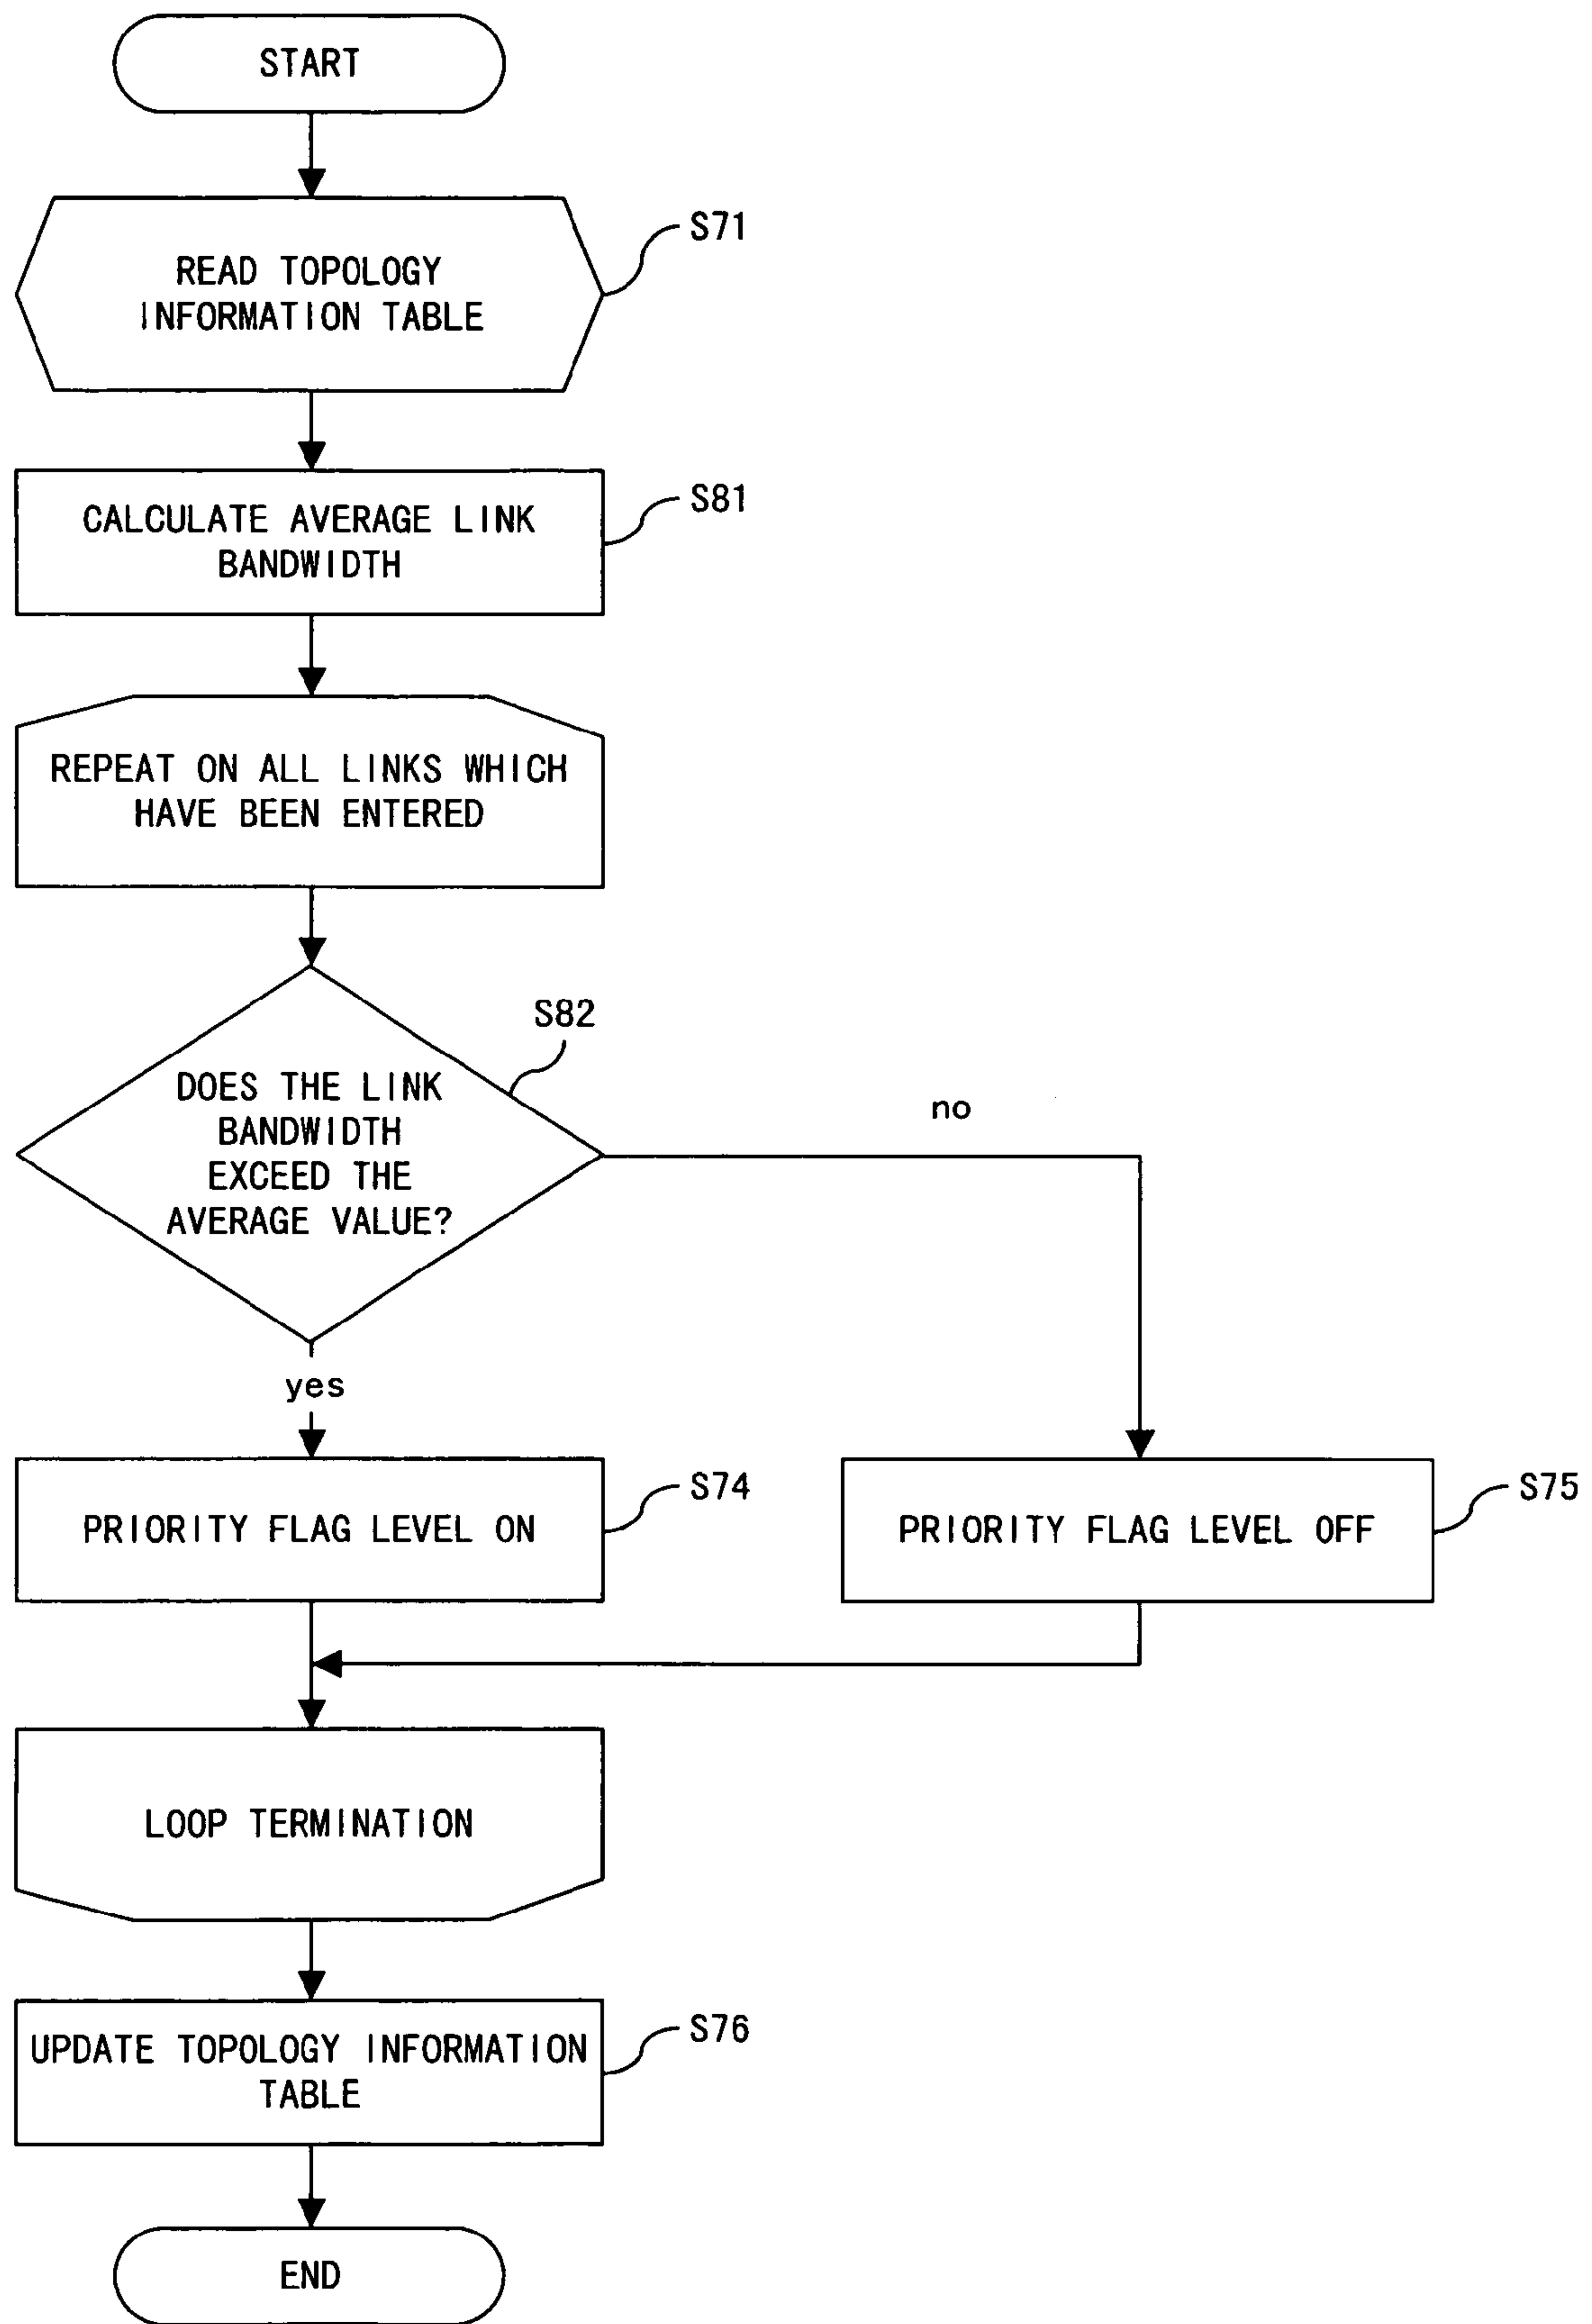 START
READ TOPOLOGY
INFORMATION TABLE
S71
CALCULATE AVERAGE LINK
BANDWIDTH
S81
REPEAT ON ALL LINKS WHICH
HAVE BEEN ENTERED
DOES THE LINK
BANDWIDTH
EXCEED THE
AVERAGE VALUE?
S82
no
yes
PRIORITY FLAG LEVEL ON
S74
PRIORITY FLAG LEVEL OFF
S75
LOOP TERMINATION
UPDATE TOPOLOGY INFORMATION
TABLE
S76
END